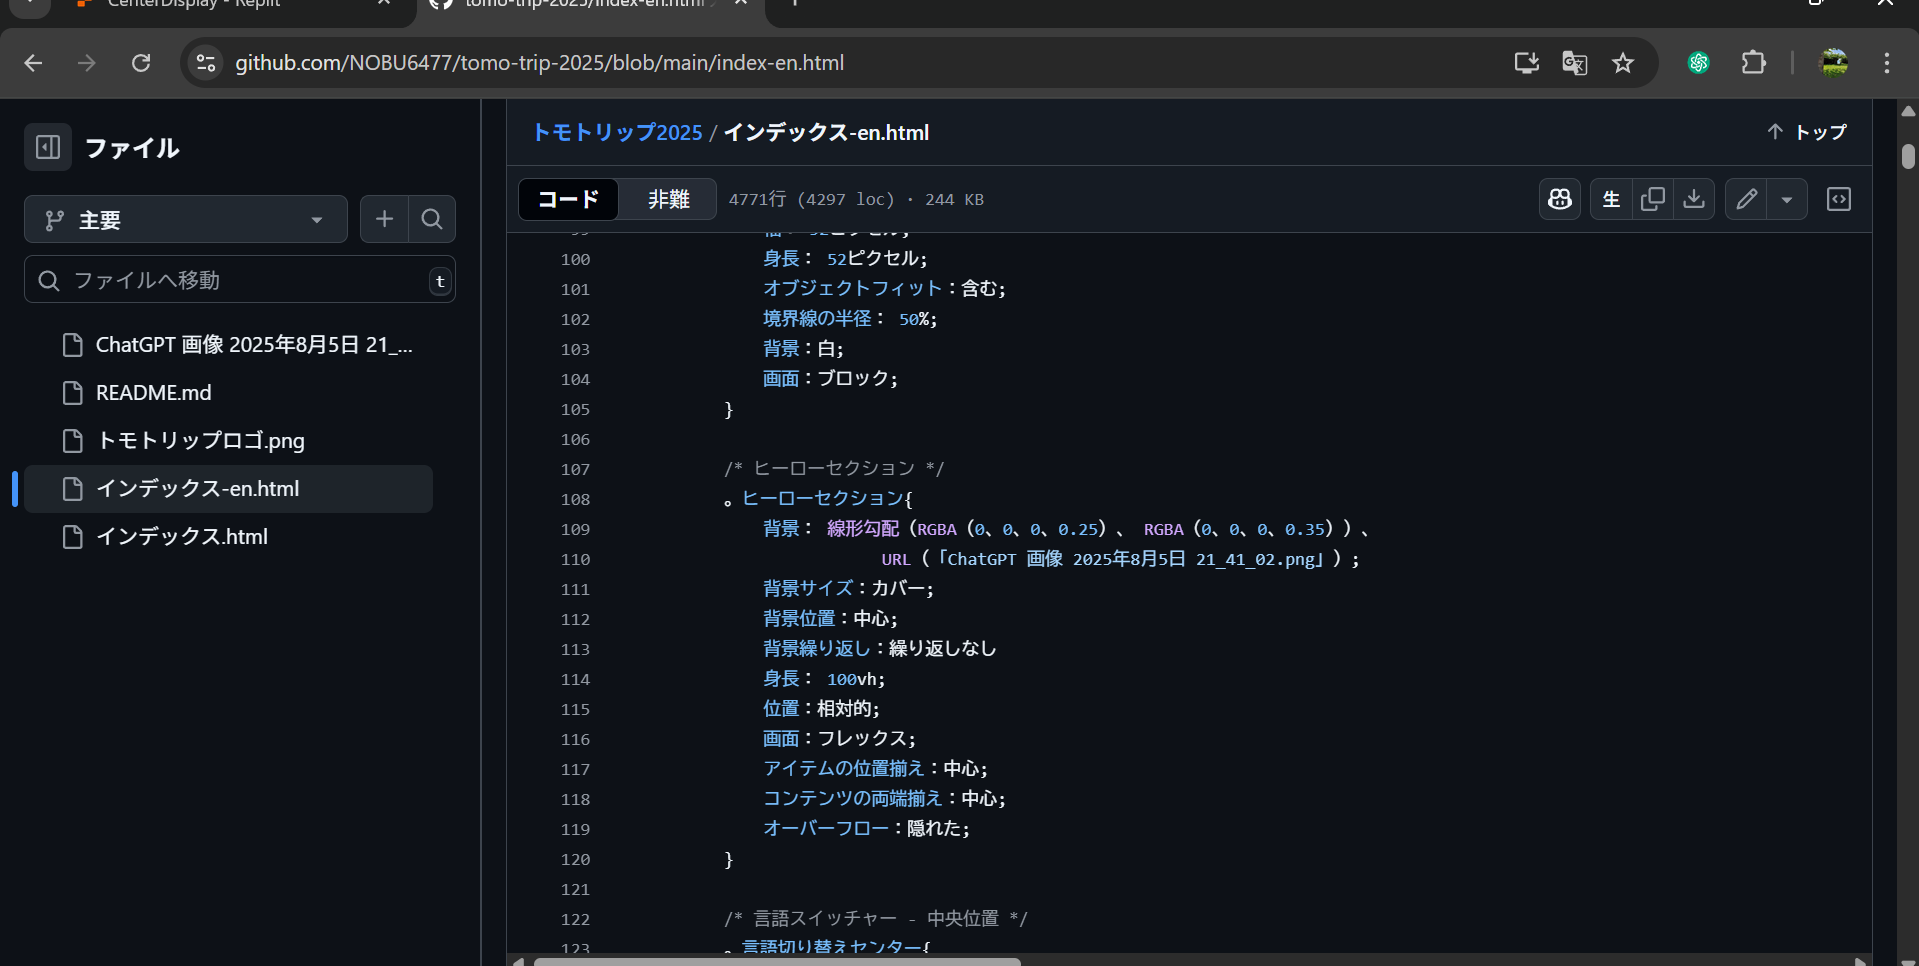 CenterDisplay - Replit
tomo-trip-2025/index-en.html
github.com/NOBU6477/tomo-trip-2025/blob/main/index-en.html
ファイル
主要
ファイルへ移動
t
ChatGPT 画像 2025年8月5日 21_...
README.md
トモトリップロゴ.png
インデックス-en.html
インデックス.html
トモトリップ2025 / インデックス-en.html
トップ
コード
非難
4771行 (4297 loc) · 244 KB
生
100 身長： 52ピクセル;
101 オブジェクトフィット：含む;
102 境界線の半径： 50%;
103 背景：白;
104 画面：ブロック;
105 }
106
107 /* ヒーローセクション */
108 。ヒーローセクション{
109 背景： 線形勾配（RGBA（0、0、0、0.25）、 RGBA（0、0、0、0.35））、
110 URL（「ChatGPT 画像 2025年8月5日 21_41_02.png」）;
111 背景サイズ：カバー;
112 背景位置：中心;
113 背景繰り返し：繰り返しなし
114 身長： 100vh;
115 位置：相対的;
116 画面：フレックス;
117 アイテムの位置揃え：中心;
118 コンテンツの両端揃え：中心;
119 オーバーフロー：隠れた;
120 }
121
122 /* 言語スイッチャー - 中央位置 */
123 。言語切り替えセンター{